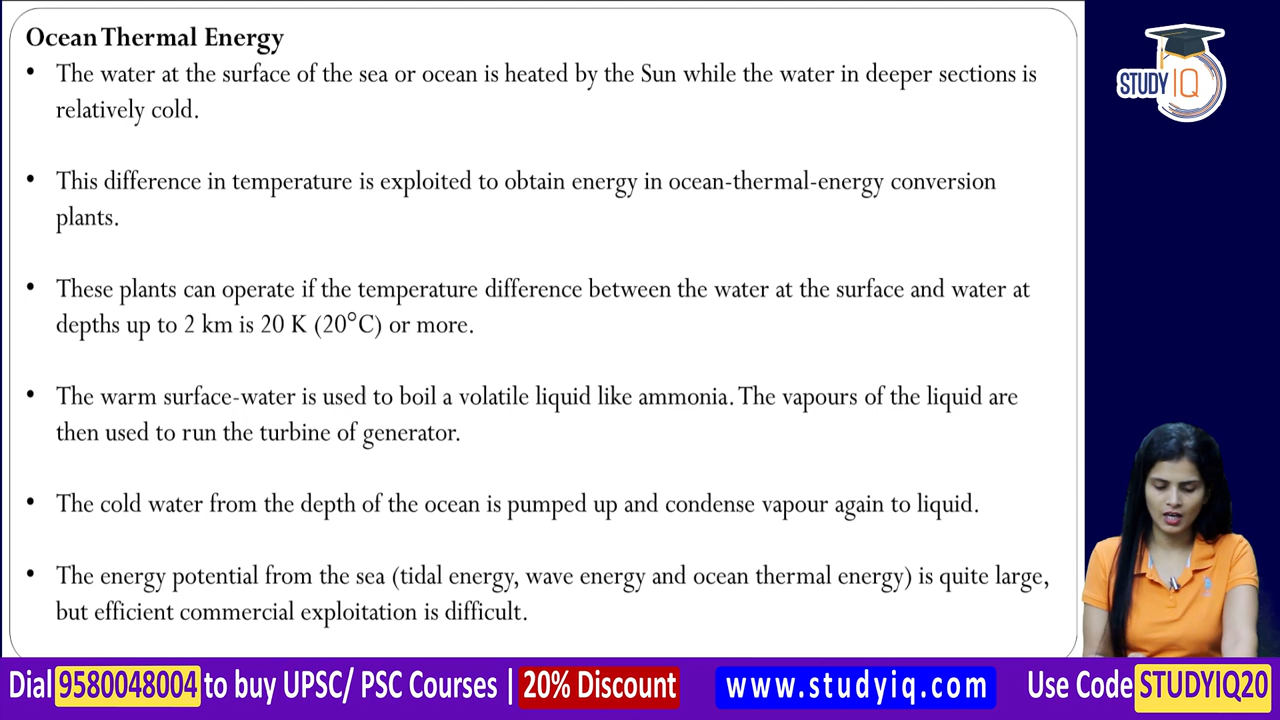 Ocean Thermal Energy
• The water at the surface of the sea or ocean is heated by the Sun while the water in deeper sections is
relatively cold.
• This difference in temperature is exploited to obtain energy in ocean-thermal-energy conversion
plants.
• These plants can operate if the temperature difference between the water at the surface and water at
depths up to 2 km is 20 K (20°C) or more.
• The warm surface-water is used to boil a volatile liquid like ammonia. The vapours of the liquid are
then used to run the turbine of generator.
• The cold water from the depth of the ocean is pumped up and condense vapour again to liquid.
• The energy potential from the sea (tidal energy, wave energy and ocean thermal energy) is quite large,
but efficient commercial exploitation is difficult.
STUDY IQ
Dial 9580048004 to buy UPSC/ PSC Courses | 20% Discount www.studyiq.com Use Code STUDYIQ20